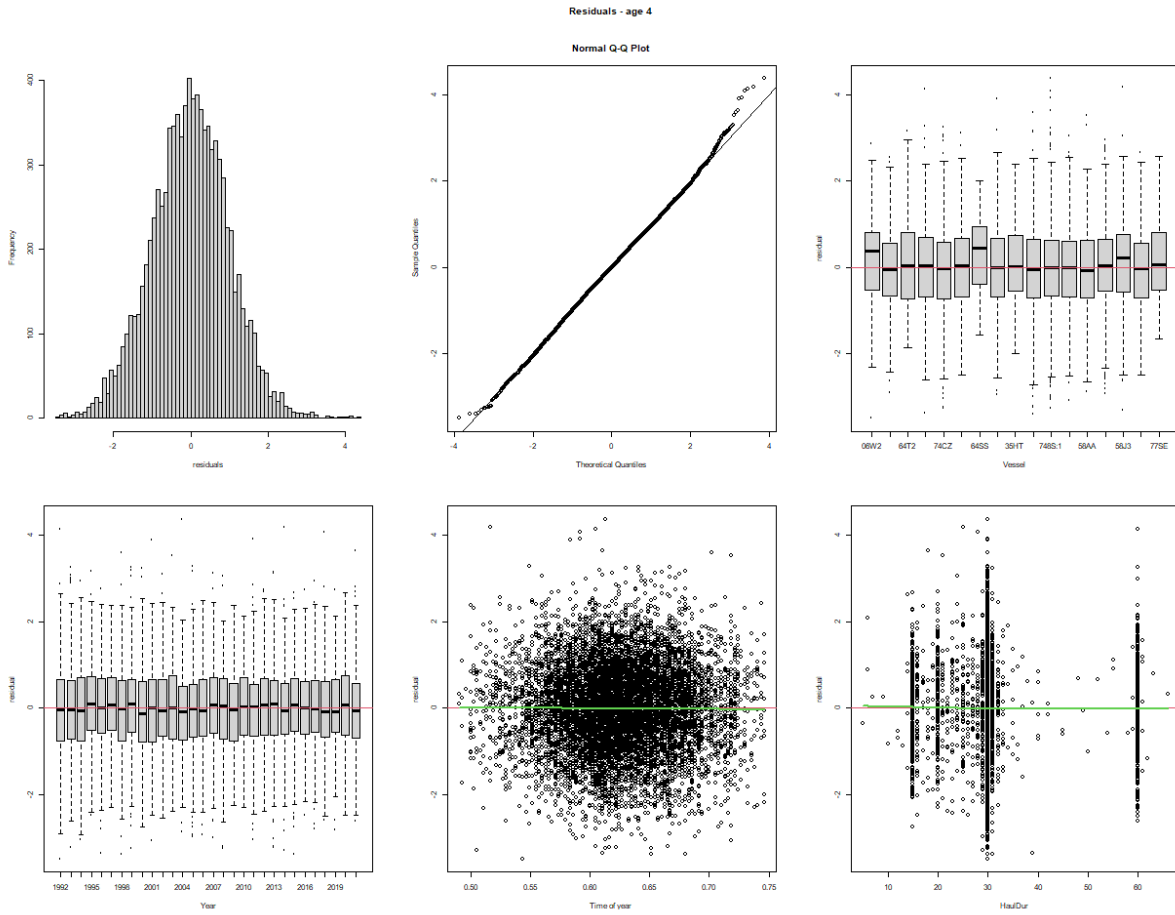 Residuals - age 4
Normal Q-Q Plot
Frequency
400
300
200
100
0
-2 0 2 4
residuals
Sample Quantiles
4
2
0
-2
-4 -2 0 2 4
Theoretical Quantiles
residual
4
2
0
-2
06W2 64T2 74CZ 64SS 35HT 748S:1 58AA 58J3 77SE
Vessel
residual
4
2
0
-2
1992 1995 1998 2001 2004 2007 2010 2013 2016 2019
Year
residual
4
2
0
-2
0.50 0.55 0.60 0.65 0.70 0.75
Time of year
residual
4
2
0
-2
10 20 30 40 50 60
HaulDur